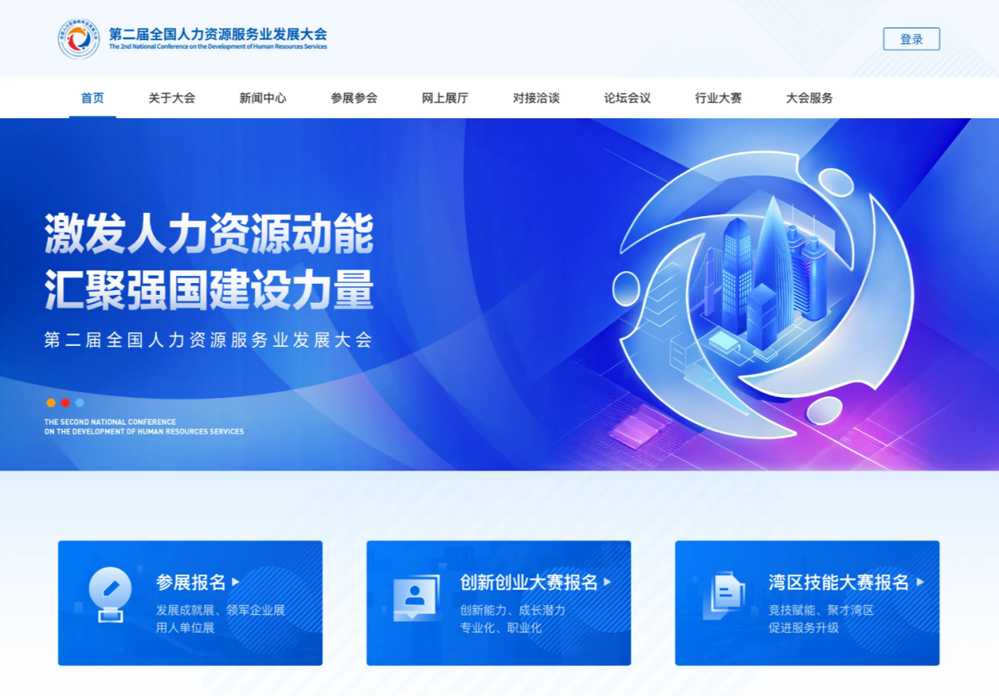 第二届全国人力资源服务业发展大会
The 2nd National Conference on the Development of Human Resources Services
登录
首页
关于大会
新闻中心
参展参会
网上展厅
对接洽谈
论坛会议
行业大赛
大会服务
激发人力资源动能
汇聚强国建设力量
第二届全国人力资源服务业发展大会
THE SECOND NATIONAL CONFERENCE
ON THE DEVELOPMENT OF HUMAN RESOURCES SERVICES
参展报名
发展成就展、领军企业展
用人单位展
创新创业大赛报名
创新能力、成长潜力
专业化、职业化
湾区技能大赛报名
竞技赋能、聚才湾区
促进服务升级